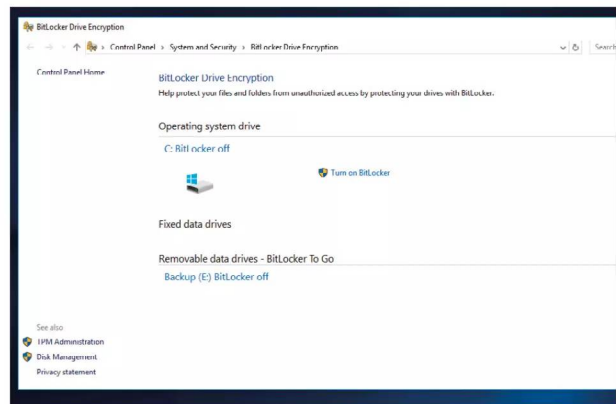 BitLocker Drive Encryption
Control Panel > System and Security > BitLocker Drive Encryption
Search
Control Panel Home
BitLocker Drive Encryption
Help protect your files and folders from unauthorized access by protecting your drives with BitLocker.
Operating system drive
C: BitLocker off
Turn on BitLocker
Fixed data drives
Removable data drives - BitLocker To Go
Backup (E:) BitLocker off
See also
TPM Administration
Disk Management
Privacy statement